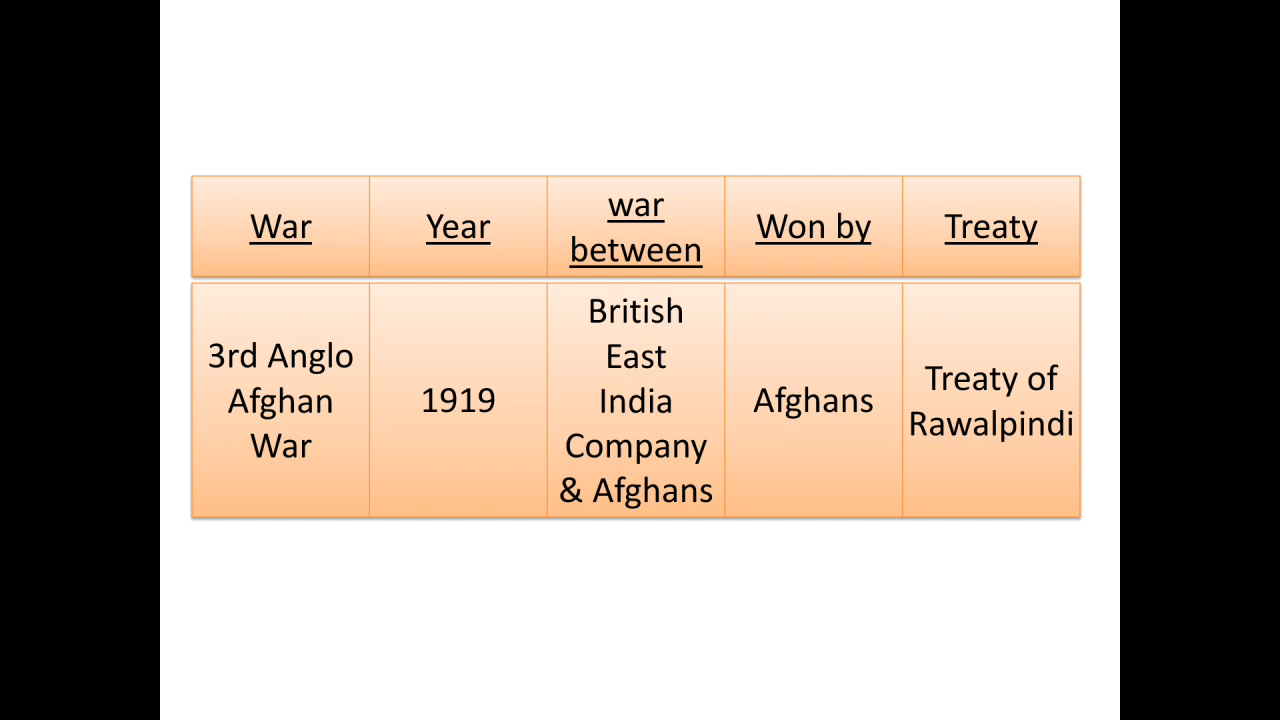 War
Year
war
between
Won by
Treaty
3rd Anglo
Afghan
War
1919
British
East
India
Company
& Afghans
Afghans
Treaty of
Rawalpindi